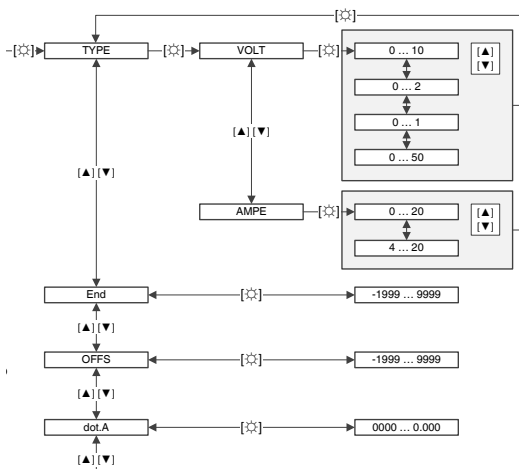 [☼]
[☼] TYPE [☼] VOLT [☼] 0 ... 10 [▲]
[▼]
0 ... 2
0 ... 1
0 ... 50
[▲] [▼] [▲] [▼]
AMPE [☼] 0 ... 20 [▲]
[▼]
4 ... 20
End [☼] -1999 ... 9999
[▲] [▼]
OFFS [☼] -1999 ... 9999
[▲] [▼]
dot.A [☼] 0000 ... 0.000
[▲] [▼]